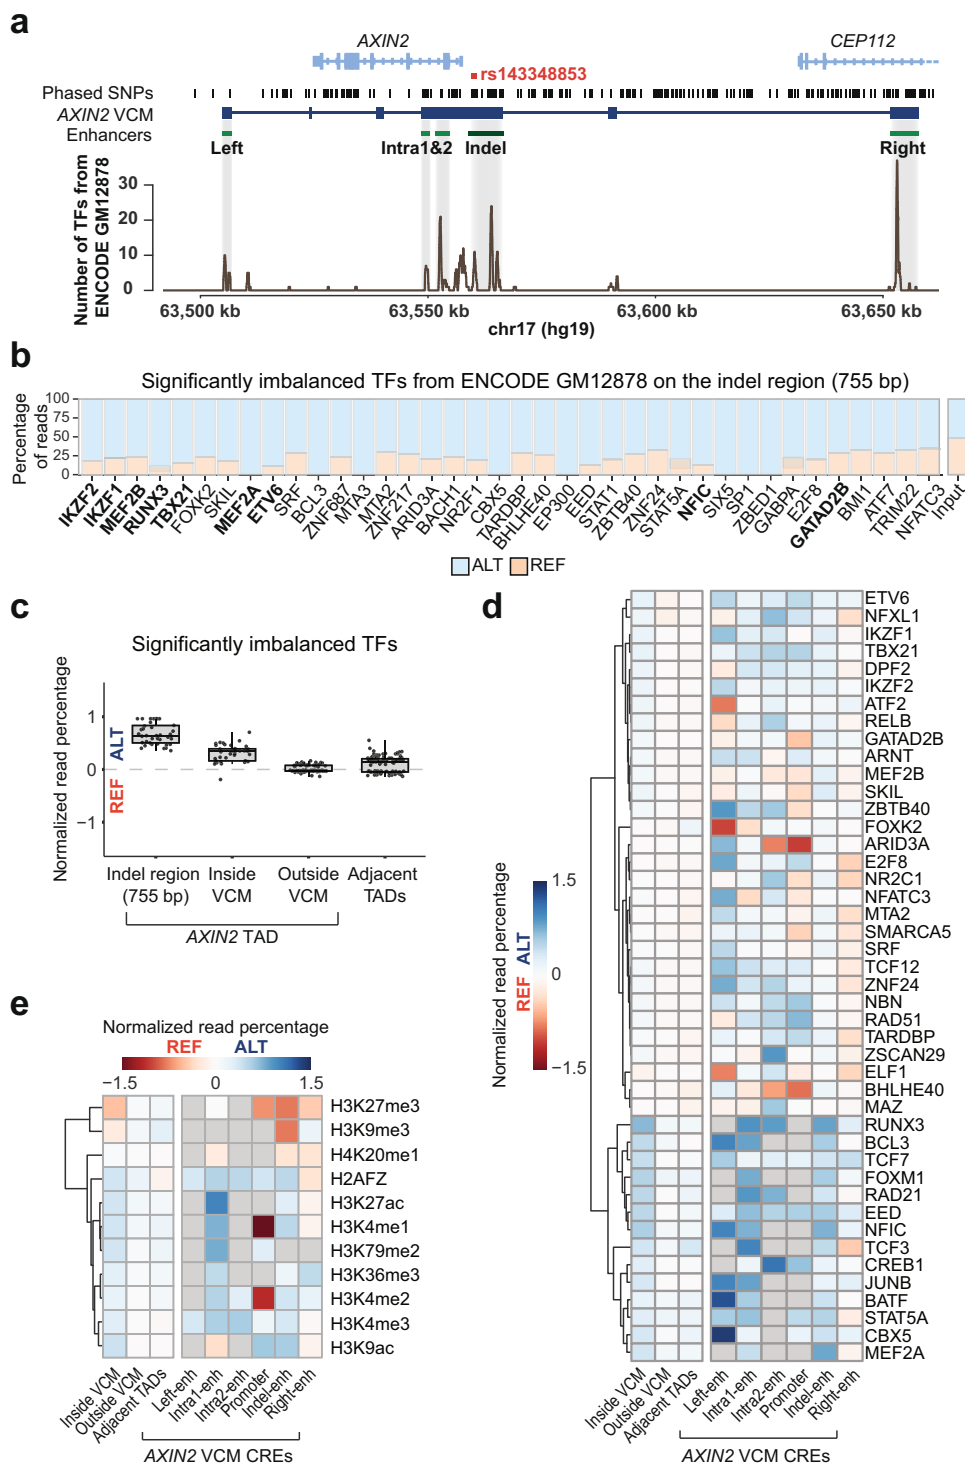 a
AXIN2
CEP112
rs143348853
Phased SNPs
AXIN2 VCM
Enhancers
Left
Intra1&2
Indel
Right
Number of TFs from
ENCODE GM12878
30
20
10
0
63,500 kb
63,550 kb
63,600 kb
63,650 kb
chr17 (hg19)
b
Significantly imbalanced TFs from ENCODE GM12878 on the indel region (755 bp)
Percentage
of reads
100
75
50
25
0
IKZF2
IKZF1
MEF2B
RUNX3
TBX21
FOXK2
SKIL
MEF2A
ETV6
SRF
BCL3
ZNF687
MTA3
MTA2
ZNF217
ARID3A
BACH1
NR2F1
CBX5
TARDBP
BHLHE40
EP300
EED
STAT1
ZBTB40
ZNF24
STAT5A
NFIC
SIX5
SP1
ZBED1
GABPA
E2F8
GATAD2B
BMI1
ATF7
TRIM22
NFATC3
Input
ALT
REF
c
Significantly imbalanced TFs
Normalized read percentage
REF
ALT
1
0
−1
Indel region
(755 bp)
Inside
VCM
Outside
VCM
Adjacent
TADs
AXIN2 TAD
d
Normalized read percentage
REF
ALT
1.5
0
−1.5
ETV6
NFXL1
IKZF1
TBX21
DPF2
IKZF2
ATF2
RELB
GATAD2B
ARNT
MEF2B
SKIL
ZBTB40
FOXK2
ARID3A
E2F8
NR2C1
NFATC3
MTA2
SMARCA5
SRF
TCF12
ZNF24
NBN
RAD51
TARDBP
ZSCAN29
ELF1
BHLHE40
MAZ
RUNX3
BCL3
TCF7
FOXM1
RAD21
EED
NFIC
TCF3
CREB1
JUNB
BATF
STAT5A
CBX5
MEF2A
Inside VCM
Outside VCM
Adjacent TADs
Left-enh
Intra1-enh
Intra2-enh
Promoter
Indel-enh
Right-enh
AXIN2 VCM CREs
e
Normalized read percentage
REF
ALT
−1.5
0
1.5
H3K27me3
H3K9me3
H4K20me1
H2AFZ
H3K27ac
H3K4me1
H3K79me2
H3K36me3
H3K4me2
H3K4me3
H3K9ac
Inside VCM
Outside VCM
Adjacent TADs
Left-enh
Intra1-enh
Intra2-enh
Promoter
Indel-enh
Right-enh
AXIN2 VCM CREs